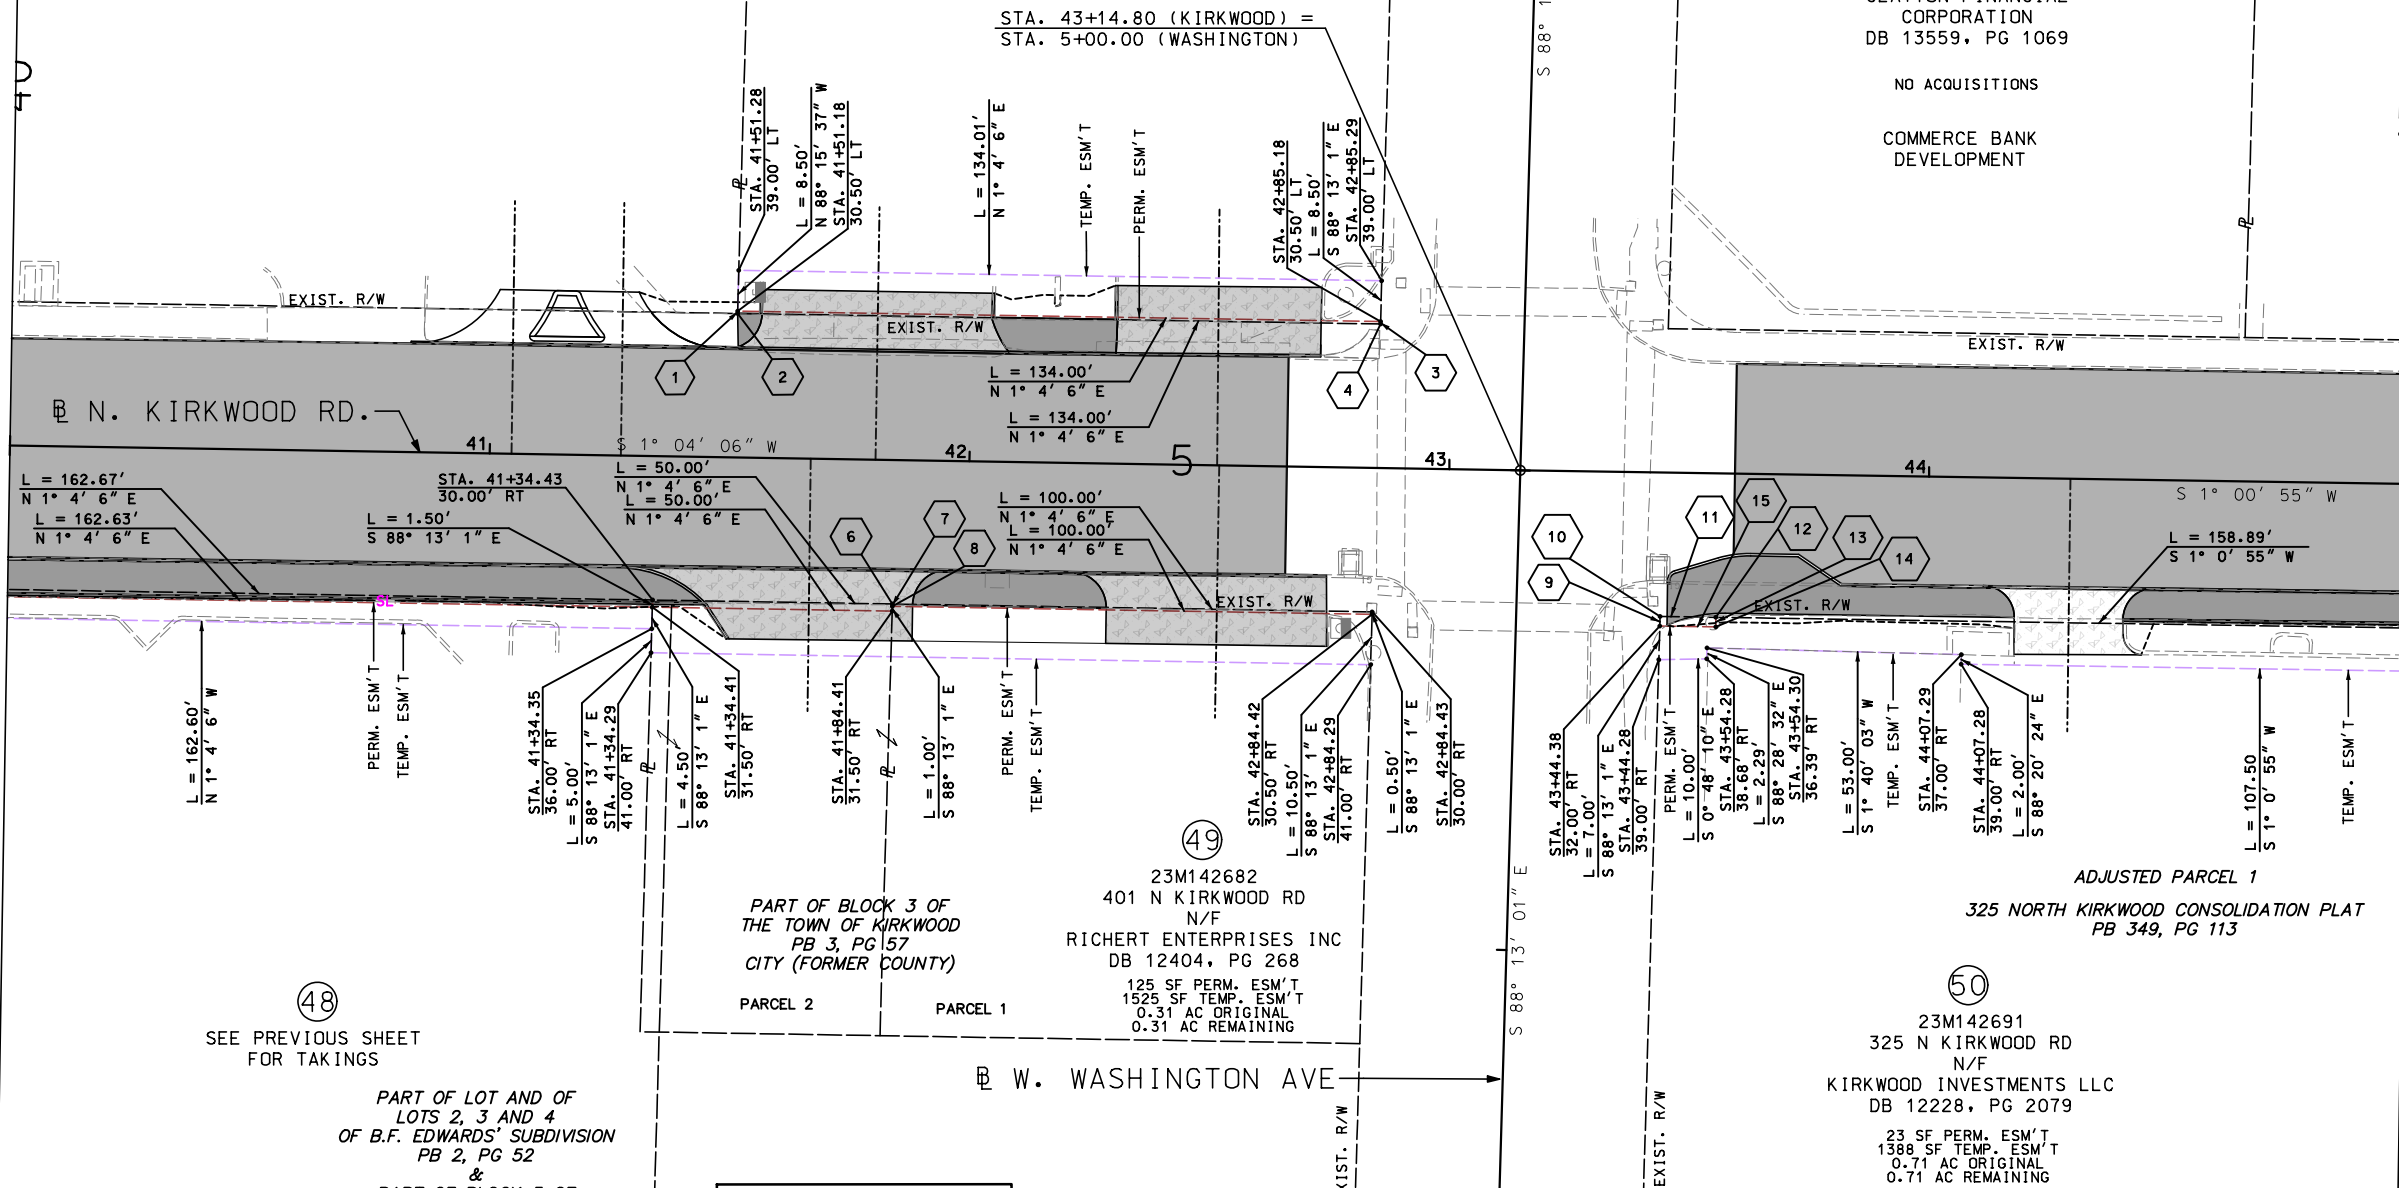 STA. 43+14.80 (KIRKWOOD) =
STA. 5+00.00 (WASHINGTON)
CORPORATION
DB 13559, PG 1069
NO ACQUISITIONS
COMMERCE BANK
DEVELOPMENT
S 88° 1
STA. 41+51.28
39.00' LT
L = 8.50'
N 88° 15' 37" W
STA. 41+51.18
30.50' LT
L = 134.01'
N 1° 4' 6" E
TEMP. ESM'T
PERM. ESM'T
STA. 42+85.18
30.50' LT
L = 8.50'
S 88° 13' 1" E
STA. 42+85.29
39.00' LT
EXIST. R/W
EXIST. R/W
EXIST. R/W
1
2
4
3
L = 134.00'
N 1° 4' 6" E
L = 134.00'
N 1° 4' 6" E
℄ N. KIRKWOOD RD.
41
S 1° 04' 06" W
42
5
43
44
S 1° 00' 55" W
L = 162.67'
N 1° 4' 6" E
L = 162.63'
N 1° 4' 6" E
STA. 41+34.43
30.00' RT
L = 1.50'
S 88° 13' 1" E
L = 50.00'
N 1° 4' 6" E
L = 50.00'
N 1° 4' 6" E
6
7
8
L = 100.00'
N 1° 4' 6" E
L = 100.00'
N 1° 4' 6" E
10
9
11
15
12
13
14
L = 158.89'
S 1° 0' 55" W
SL
EXIST. R/W
EXIST. R/W
L = 162.60'
N 1° 4' 6" W
PERM. ESM'T
TEMP. ESM'T
STA. 41+34.35
36.00' RT
L = 5.00'
S 88° 13' 1" E
STA. 41+34.29
41.00' RT
L = 4.50'
S 88° 13' 1" E
STA. 41+34.41
31.50' RT
STA. 41+84.41
31.50' RT
L = 1.00'
S 88° 13' 1" E
PERM. ESM'T
TEMP. ESM'T
STA. 42+84.42
30.50' RT
L = 10.50'
S 88° 13' 1" E
STA. 42+84.29
41.00' RT
L = 0.50'
S 88° 13' 1" E
STA. 42+84.43
30.00' RT
STA. 43+44.38
32.00' RT
L = 7.00'
S 88° 13' 1" E
STA. 43+44.28
39.00' RT
PERM. ESM'T
L = 10.00'
S 0° 48' 10" E
STA. 43+54.28
38.68' RT
L = 2.29'
S 88° 28' 32" E
STA. 43+54.30
36.39' RT
L = 53.00'
S 1° 40' 03" W
TEMP. ESM'T
STA. 44+07.29
37.00' RT
STA. 44+07.28
39.00' RT
L = 2.00'
S 88° 20' 24" E
L = 107.50
S 1° 0' 55" W
TEMP. ESM'T
49
23M142682
401 N KIRKWOOD RD
N/F
RICHERT ENTERPRISES INC
DB 12404, PG 268
125 SF PERM. ESM'T
1525 SF TEMP. ESM'T
0.31 AC ORIGINAL
0.31 AC REMAINING
PART OF BLOCK 3 OF
THE TOWN OF KIRKWOOD
PB 3, PG 57
CITY (FORMER COUNTY)
PARCEL 2
PARCEL 1
S 88° 13' 01" E
ADJUSTED PARCEL 1
325 NORTH KIRKWOOD CONSOLIDATION PLAT
PB 349, PG 113
48
SEE PREVIOUS SHEET
FOR TAKINGS
50
23M142691
325 N KIRKWOOD RD
N/F
KIRKWOOD INVESTMENTS LLC
DB 12228, PG 2079
23 SF PERM. ESM'T
1388 SF TEMP. ESM'T
0.71 AC ORIGINAL
0.71 AC REMAINING
℄ W. WASHINGTON AVE
PART OF LOT AND OF
LOTS 2, 3 AND 4
OF B.F. EDWARDS' SUBDIVISION
PB 2, PG 52
&
EXIST. R/W
EXIST. R/W